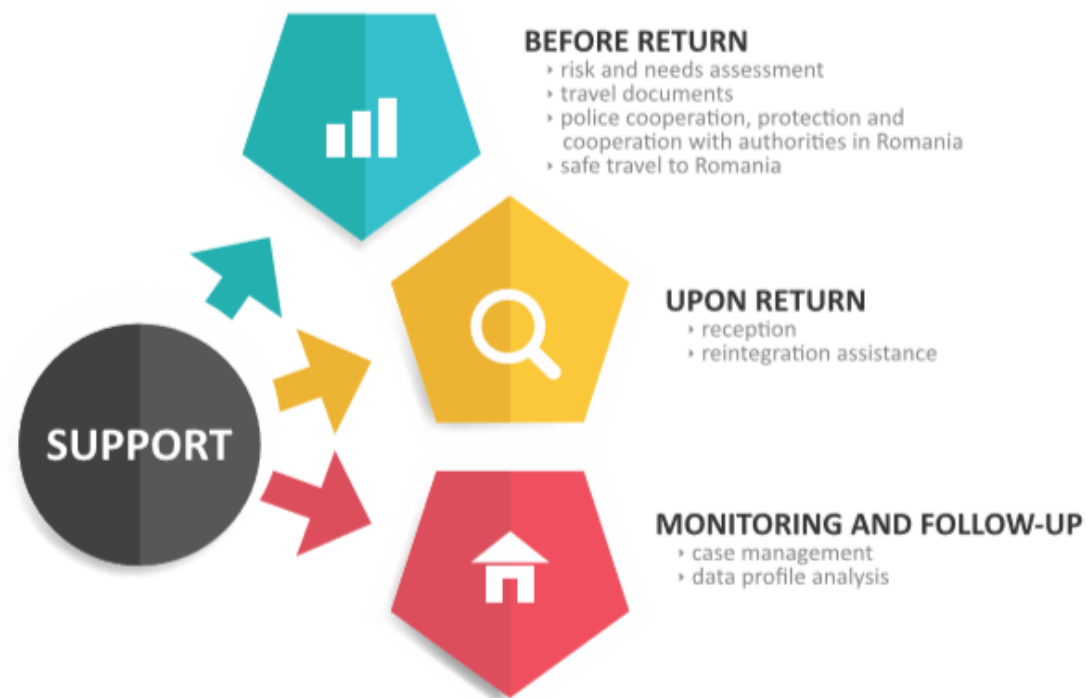 BEFORE RETURN
‣ risk and needs assessment
‣ travel documents
‣ police cooperation, protection and
cooperation with authorities in Romania
‣ safe travel to Romania
UPON RETURN
‣ reception
‣ reintegration assistance
SUPPORT
MONITORING AND FOLLOW-UP
‣ case management
‣ data profile analysis